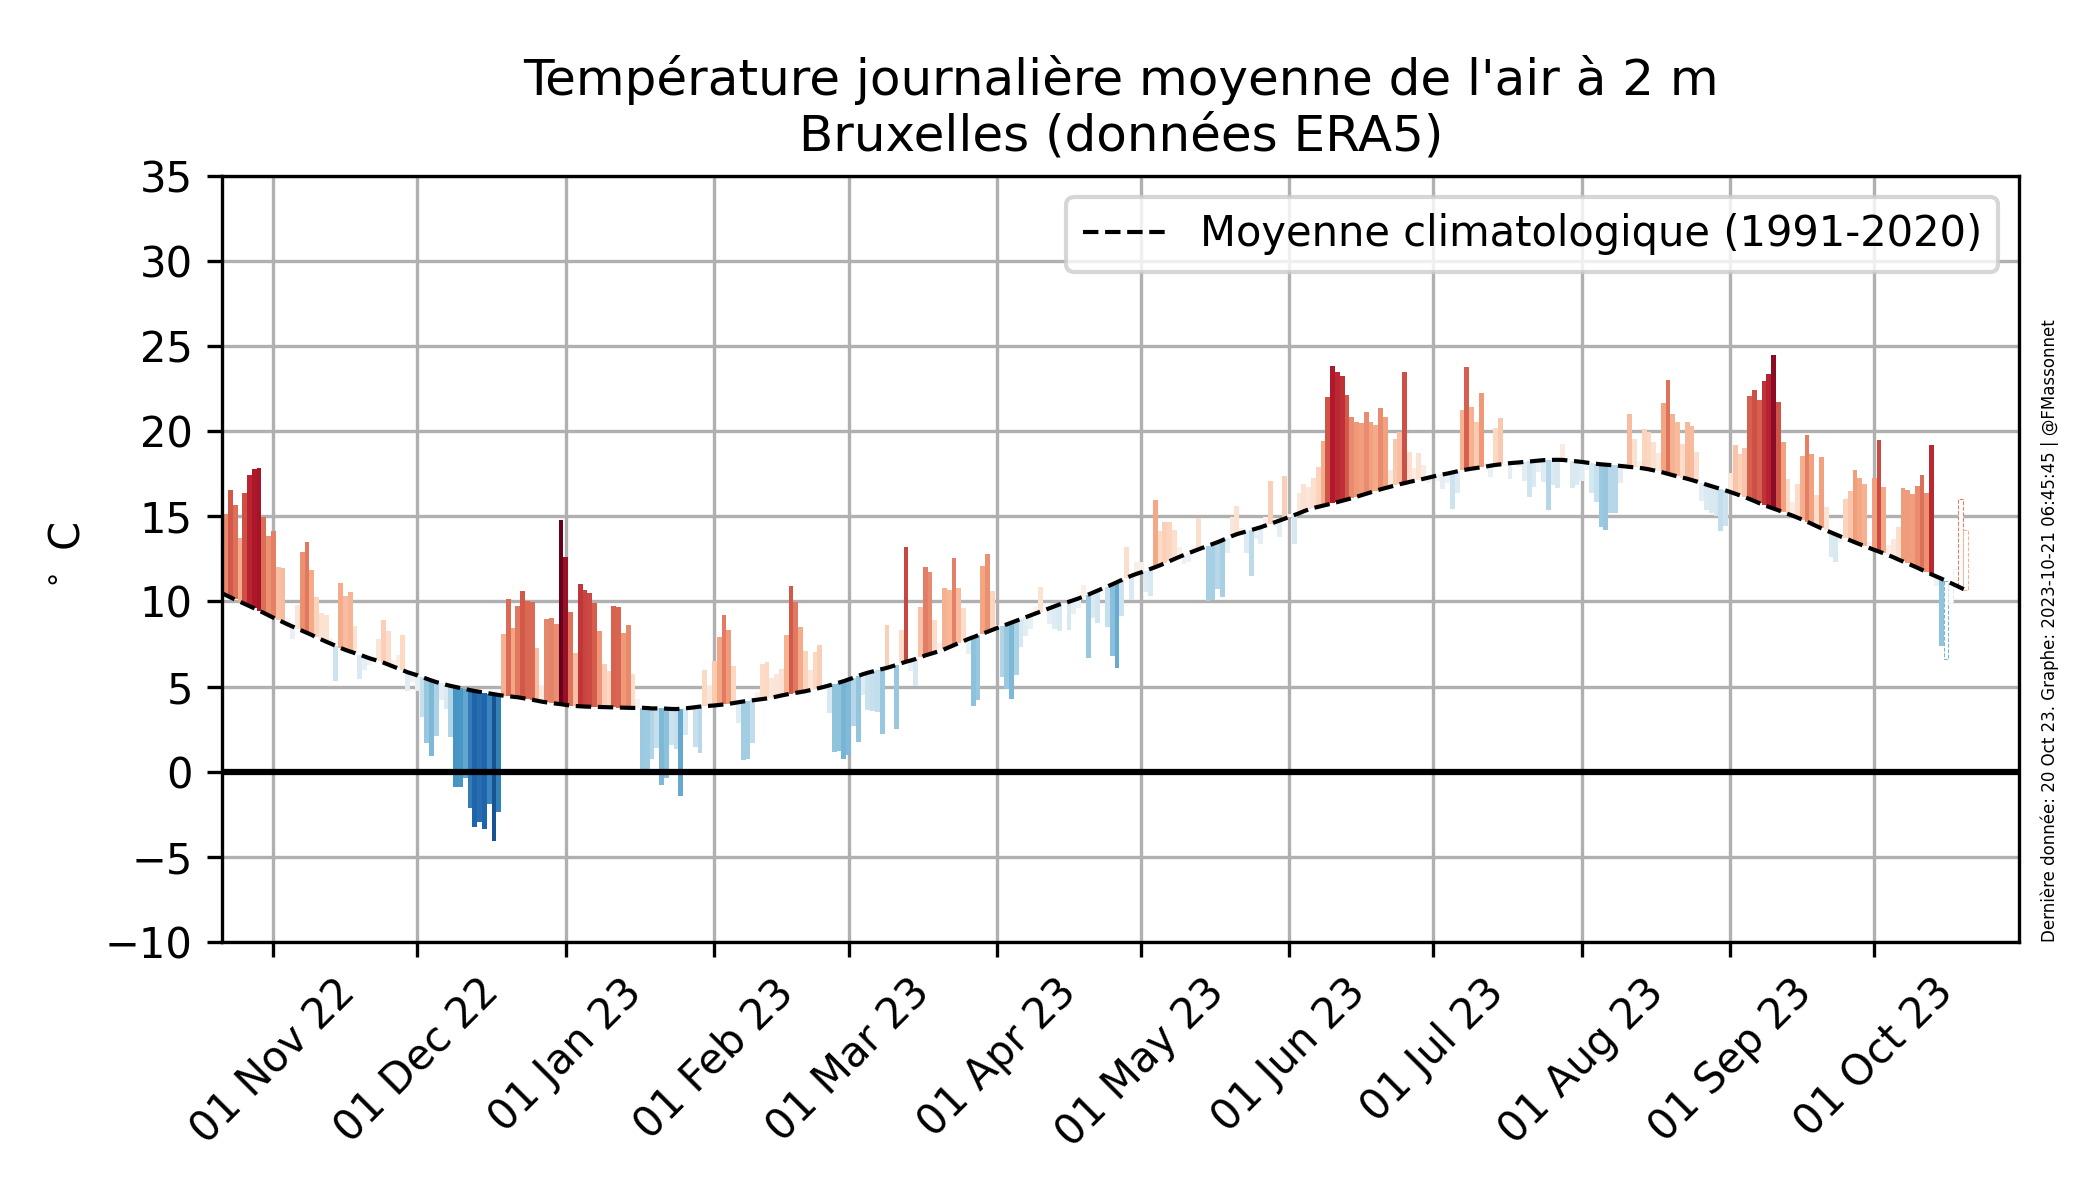 Température journalière moyenne de l'air à 2 m
Bruxelles (données ERA5)
35
30
25
20
15
10
5
0
−5
−10
° C
Moyenne climatologique (1991-2020)
01 Nov 22
01 Dec 22
01 Jan 23
01 Feb 23
01 Mar 23
01 Apr 23
01 May 23
01 Jun 23
01 Jul 23
01 Aug 23
01 Sep 23
01 Oct 23
Dernière donnée: 20 Oct 23. Graphe: 2023-10-21 06:45:45 | @FMassonnet